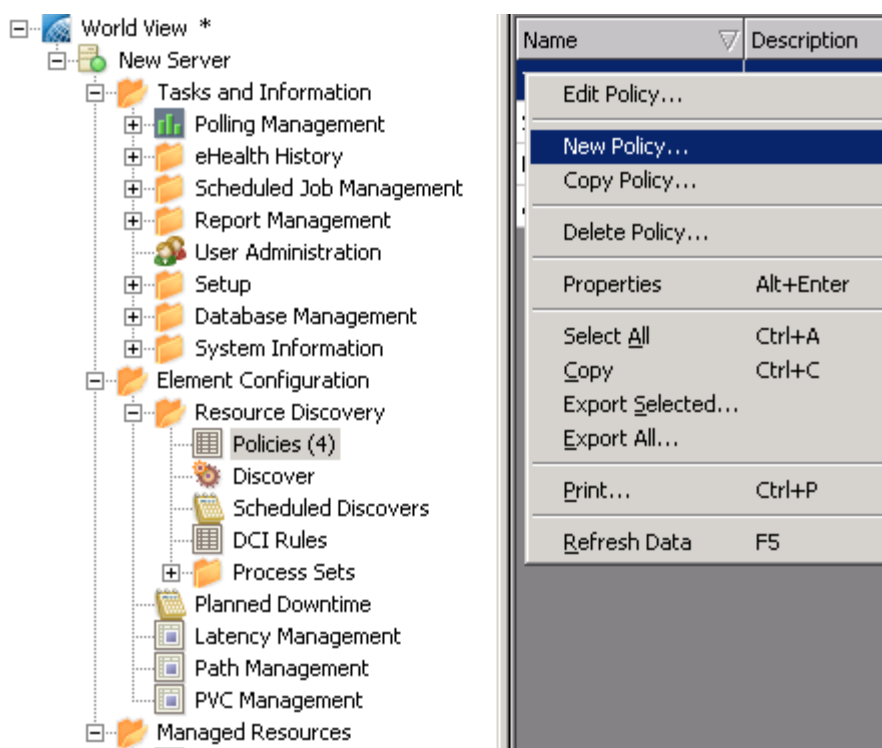 World View *
New Server
Tasks and Information
Polling Management
eHealth History
Scheduled Job Management
Report Management
User Administration
Setup
Database Management
System Information
Element Configuration
Resource Discovery
Policies (4)
Discover
Scheduled Discovers
DCI Rules
Process Sets
Planned Downtime
Latency Management
Path Management
PVC Management
Managed Resources
Name Description
Edit Policy...
New Policy...
Copy Policy...
Delete Policy...
Properties Alt+Enter
Select All Ctrl+A
Copy Ctrl+C
Export Selected...
Export All...
Print... Ctrl+P
Refresh Data F5